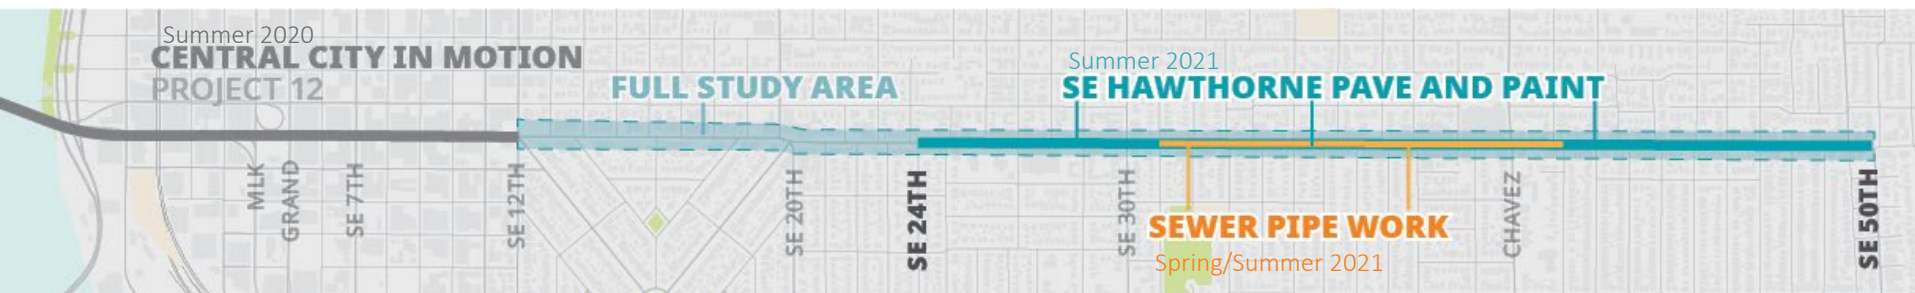 Summer 2020
CENTRAL CITY IN MOTION
PROJECT 12
FULL STUDY AREA
Summer 2021
SE HAWTHORNE PAVE AND PAINT
MLK
GRAND
SE 7TH
SE 12TH
SE 20TH
SE 24TH
SE 30TH
SEWER PIPE WORK
Spring/Summer 2021
CHAVEZ
SE 50TH